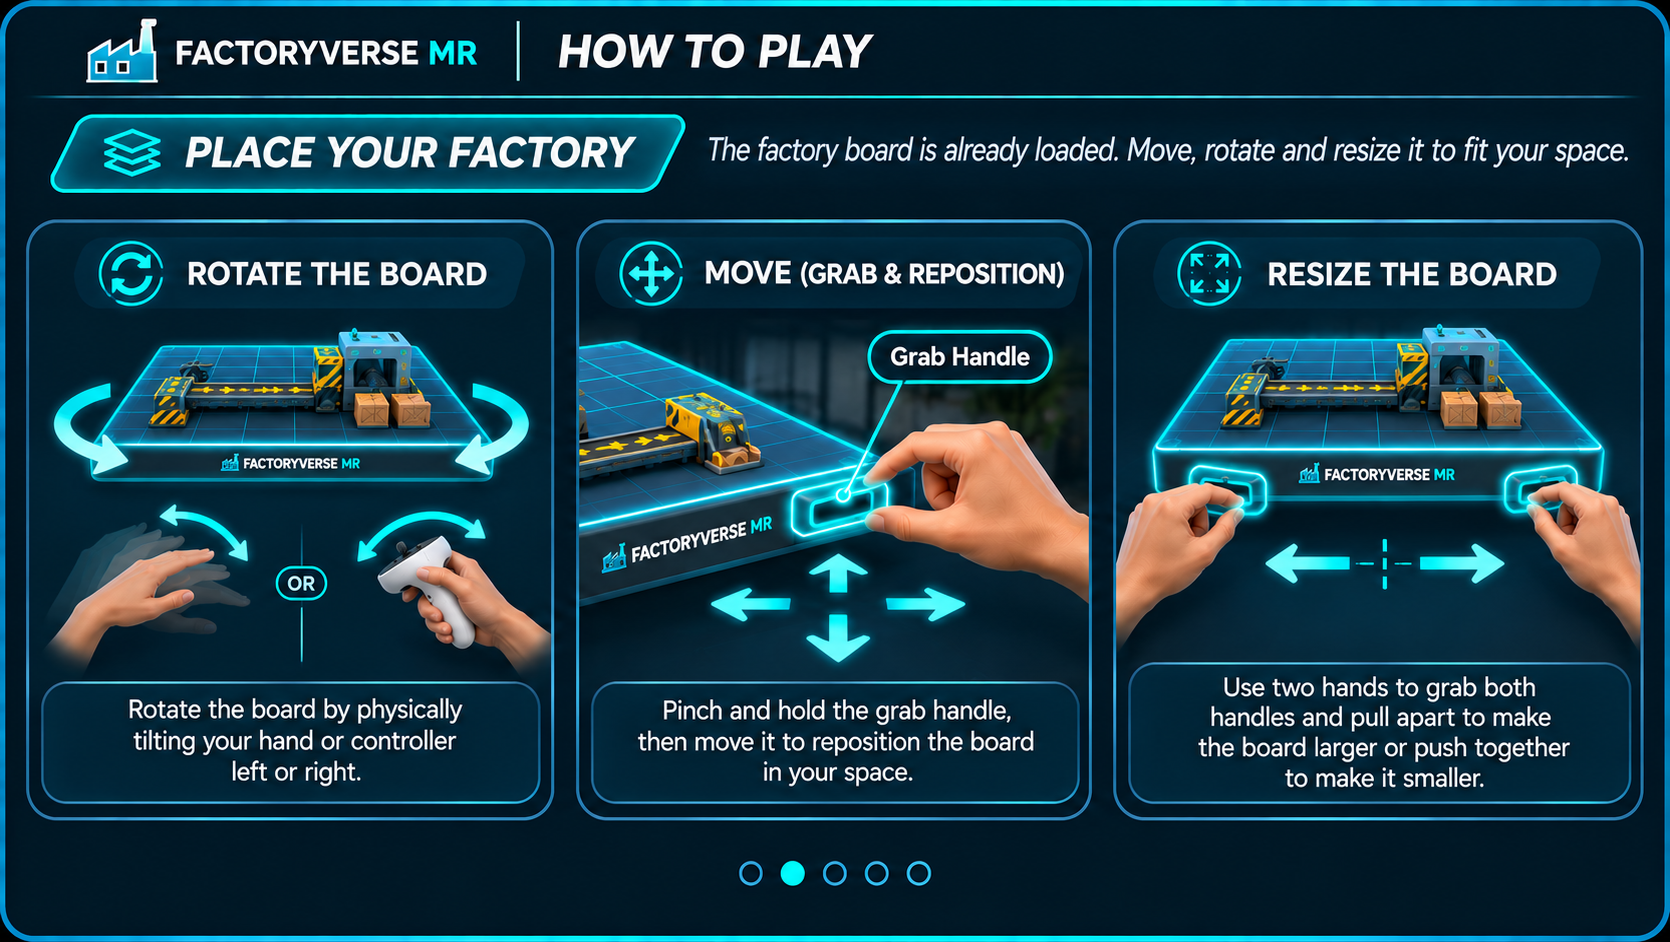 FACTORYVERSE MR
HOW TO PLAY
PLACE YOUR FACTORY
The factory board is already loaded. Move, rotate and resize it to fit your space.
ROTATE THE BOARD
FACTORYVERSE MR
OR
Rotate the board by physically
tilting your hand or controller
left or right.
MOVE (GRAB & REPOSITION)
Grab Handle
FACTORYVERSE MR
Pinch and hold the grab handle,
then move it to reposition the board
in your space.
RESIZE THE BOARD
FACTORYVERSE MR
Use two hands to grab both
handles and pull apart to make
the board larger or push together
to make it smaller.